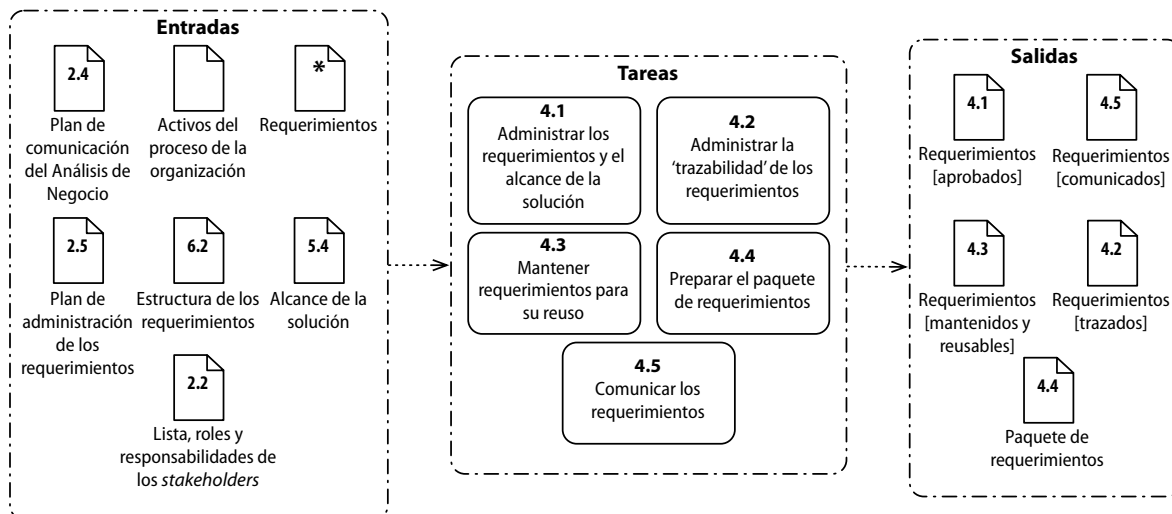 Entradas
2.4
Plan de
comunicación
del Análisis de
Negocio
Activos del
proceso de la
organización
*
Requerimientos
2.5
Plan de
administración
de los
requerimientos
6.2
Estructura de los
requerimientos
5.4
Alcance de la
solución
2.2
Lista, roles y
responsabilidades de
los stakeholders
Tareas
4.1
Administrar los
requerimientos y el
alcance de la
solución
4.2
Administrar la
‘trazabilidad’ de los
requerimientos
4.3
Mantener
requerimientos para
su reuso
4.4
Preparar el paquete
de requerimientos
4.5
Comunicar los
requerimientos
Salidas
4.1
Requerimientos
[aprobados]
4.5
Requerimientos
[comunicados]
4.3
Requerimientos
[mantenidos y
reusables]
4.2
Requerimientos
[trazados]
4.4
Paquete de
requerimientos